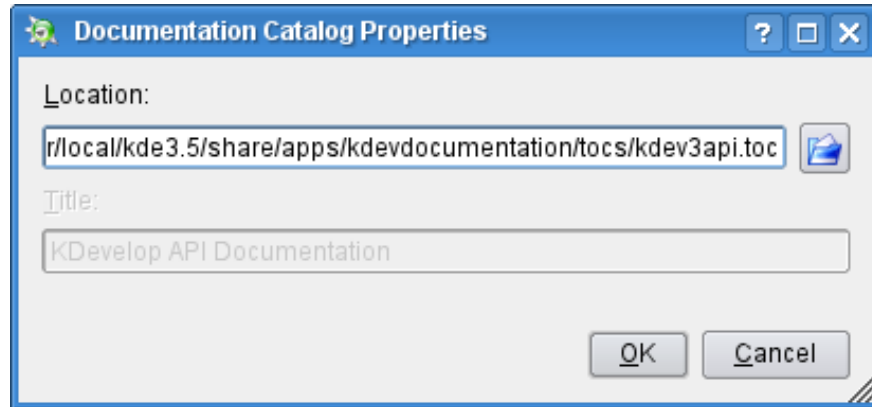 Documentation Catalog Properties
?
Location:
r/local/kde3.5/share/apps/kdevdocumentation/tocs/kdev3api.toc
Title:
KDevelop API Documentation
OK Cancel